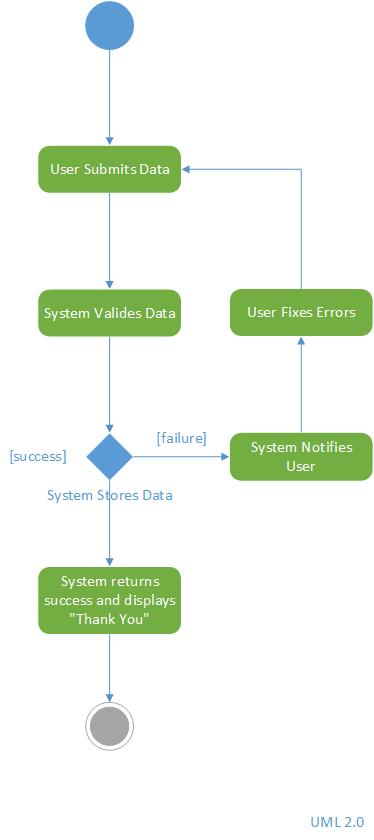 User Submits Data
System Valides Data
User Fixes Errors
[failure]
[success]
System Notifies
User
System Stores Data
System returns
success and displays
"Thank You"
UML 2.0